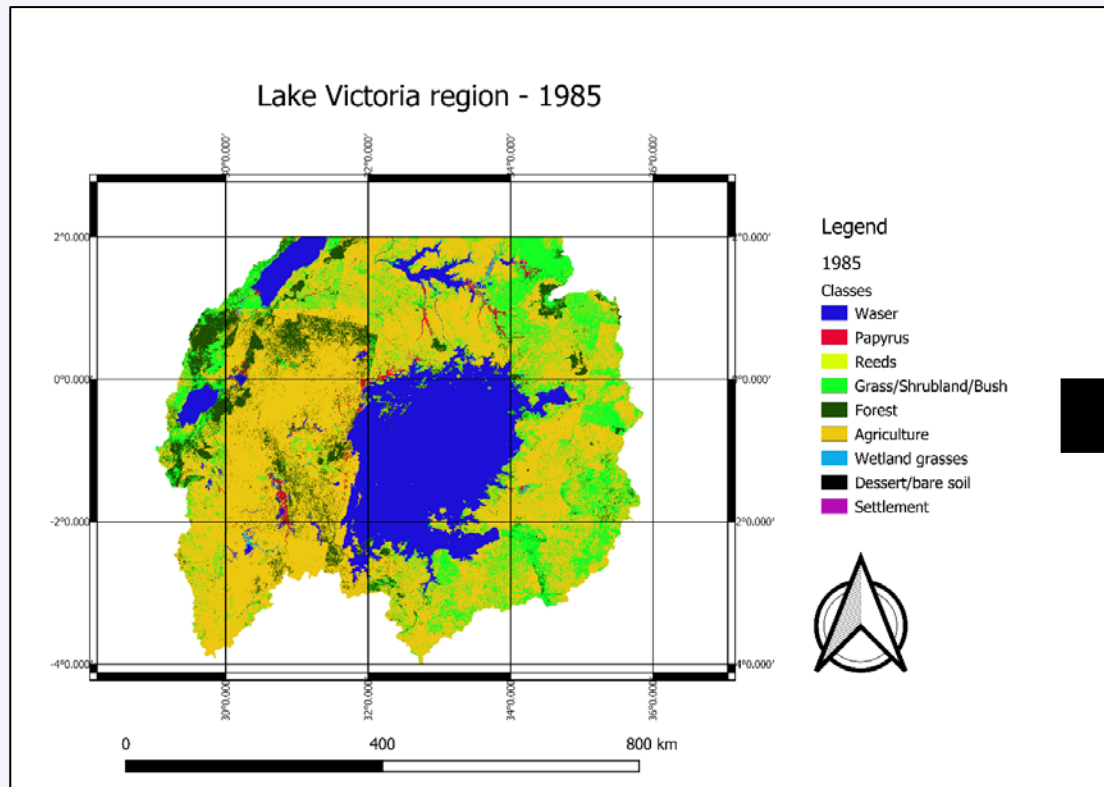 Lake Victoria region - 1985
30°0.000' 32°0.000' 34°0.000' 36°0.000'
2°0.000' 2°0.000'
0°0.000' 0°0.000'
-2°0.000' -2°0.000'
-4°0.000' -4°0.000'
30°0.000' 32°0.000' 34°0.000' 36°0.000'
0 400 800 km
Legend
1985
Classes
Waser
Papyrus
Reeds
Grass/Shrubland/Bush
Forest
Agriculture
Wetland grasses
Dessert/bare soil
Settlement